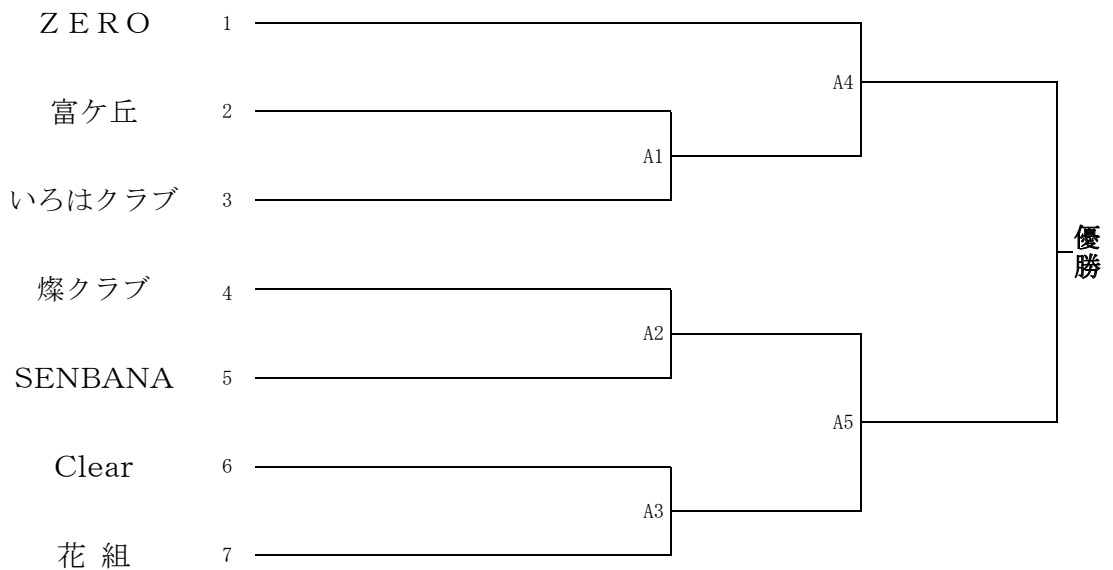 ZERO 1
A4
富ケ丘 2
A1
いろはクラブ 3
優勝
燦クラブ 4
A2
SENBANA 5
A5
Clear 6
A3
花組 7